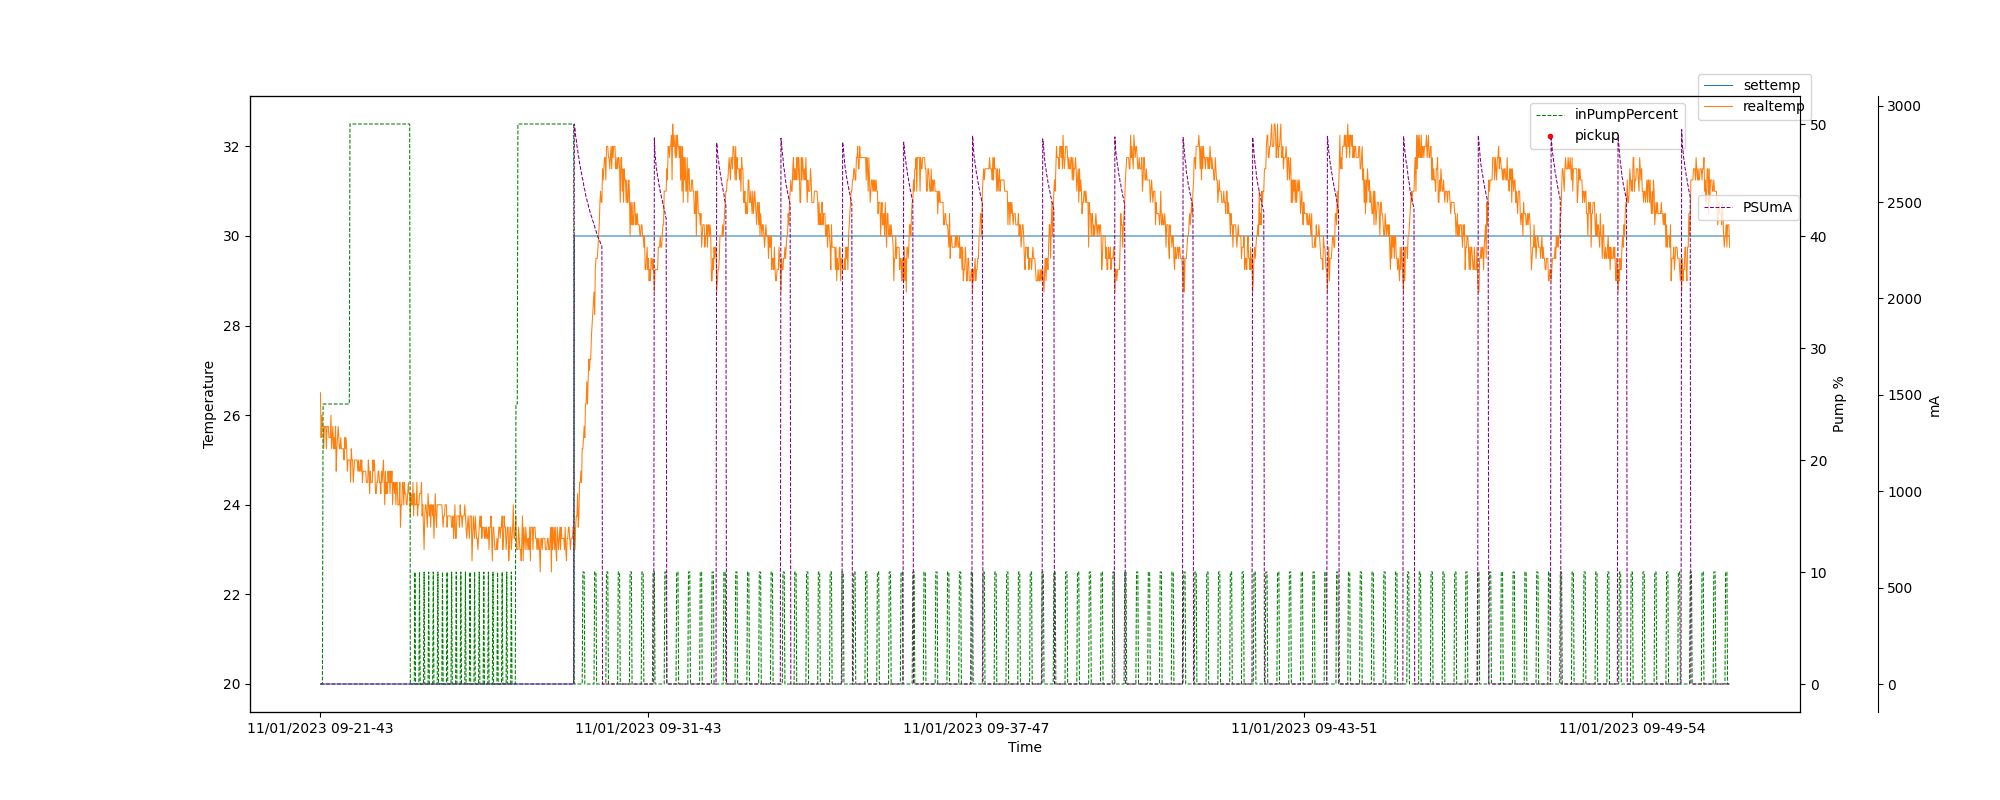 settemp
realtemp
inPumpPercent
pickup
PSUmA
32
30
28
26
24
22
20
Temperature
50
40
30
20
10
0
Pump %
3000
2500
2000
1500
1000
500
0
mA
11/01/2023 09-21-43
11/01/2023 09-31-43
11/01/2023 09-37-47
11/01/2023 09-43-51
11/01/2023 09-49-54
Time